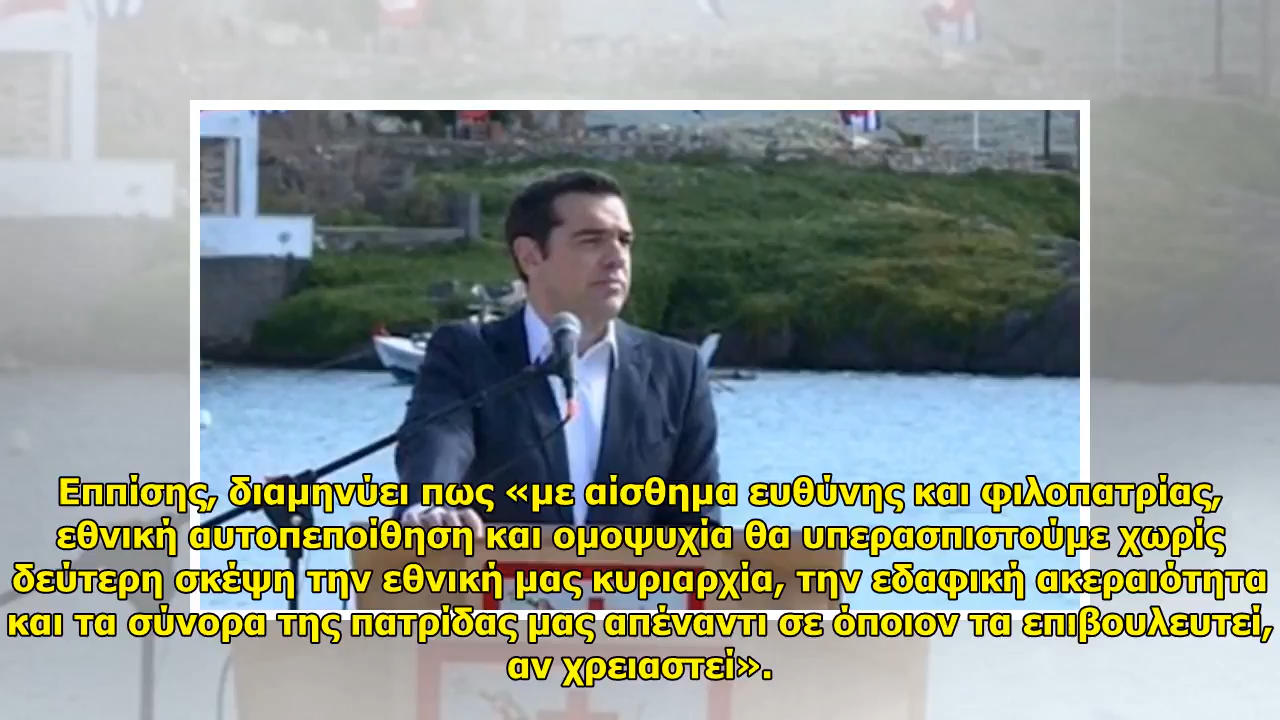 Εππίσης, διαμηνύει πως «με αίσθημα ευθύνης και φιλοπατρίας,
εθνική αυτοπεποίθηση και ομοψυχία θα υπερασπιστούμε χωρίς
δεύτερη σκέψη την εθνική μας κυριαρχία, την εδαφική ακεραιότητα
και τα σύνορα της πατρίδας μας απέναντι σε όποιον τα επιβουλευτεί,
αν χρειαστεί».